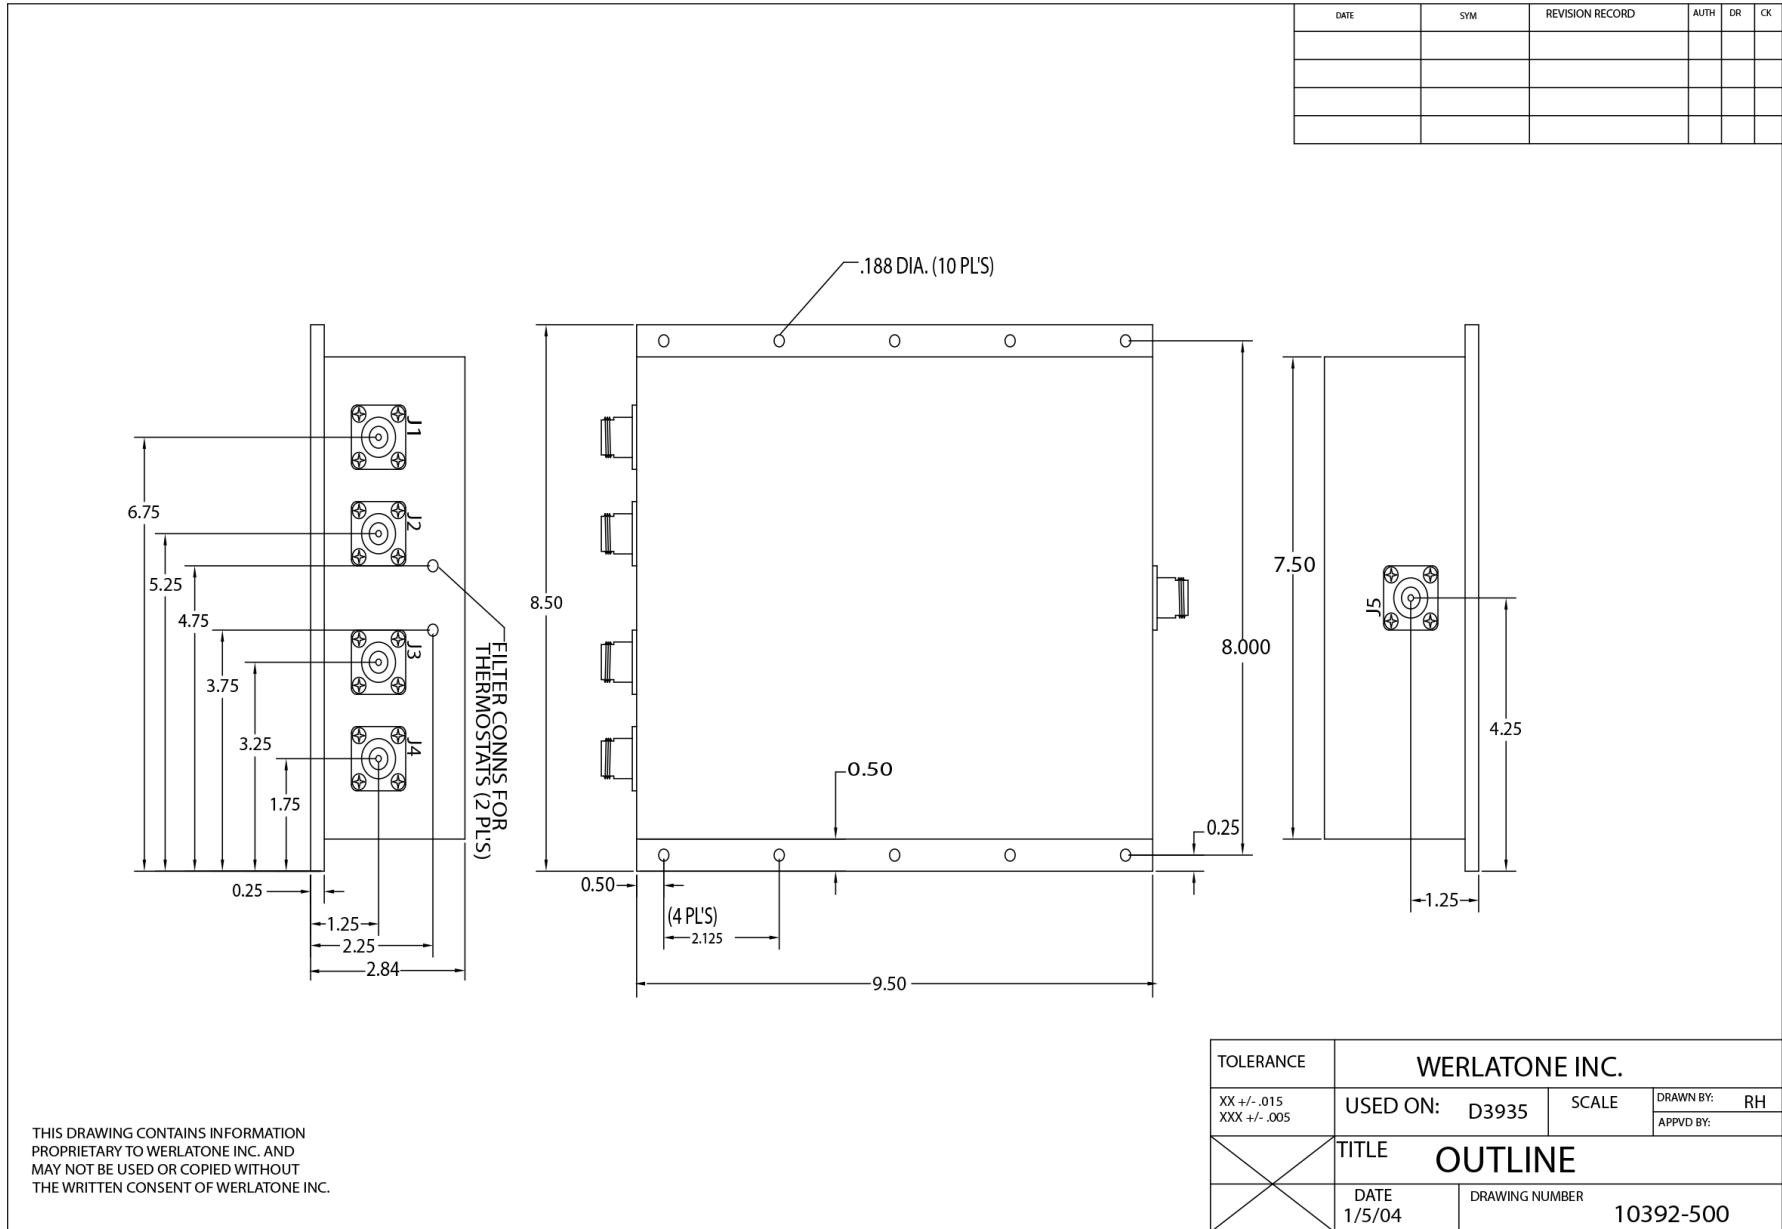 DATE SYM REVISION RECORD AUTH DR CK
.188 DIA. (10 PL'S)
J1
J2
J3
J4
6.75
5.25
4.75
3.75
3.25
1.75
FILTER CONNS FOR
THERMOSTATS (2 PL'S)
0.25
1.25
2.25
2.84
8.50
0.50
0.25
0.50
(4 PL'S)
2.125
9.50
8.000
7.50
J5
4.25
1.25
THIS DRAWING CONTAINS INFORMATION
PROPRIETARY TO WERLATONE INC. AND
MAY NOT BE USED OR COPIED WITHOUT
THE WRITTEN CONSENT OF WERLATONE INC.
TOLERANCE
WERLATONE INC.
XX +/- .015
XXX +/- .005
USED ON: D3935
SCALE
DRAWN BY: RH
APPVD BY:
TITLE OUTLINE
DATE
1/5/04
DRAWING NUMBER
10392-500